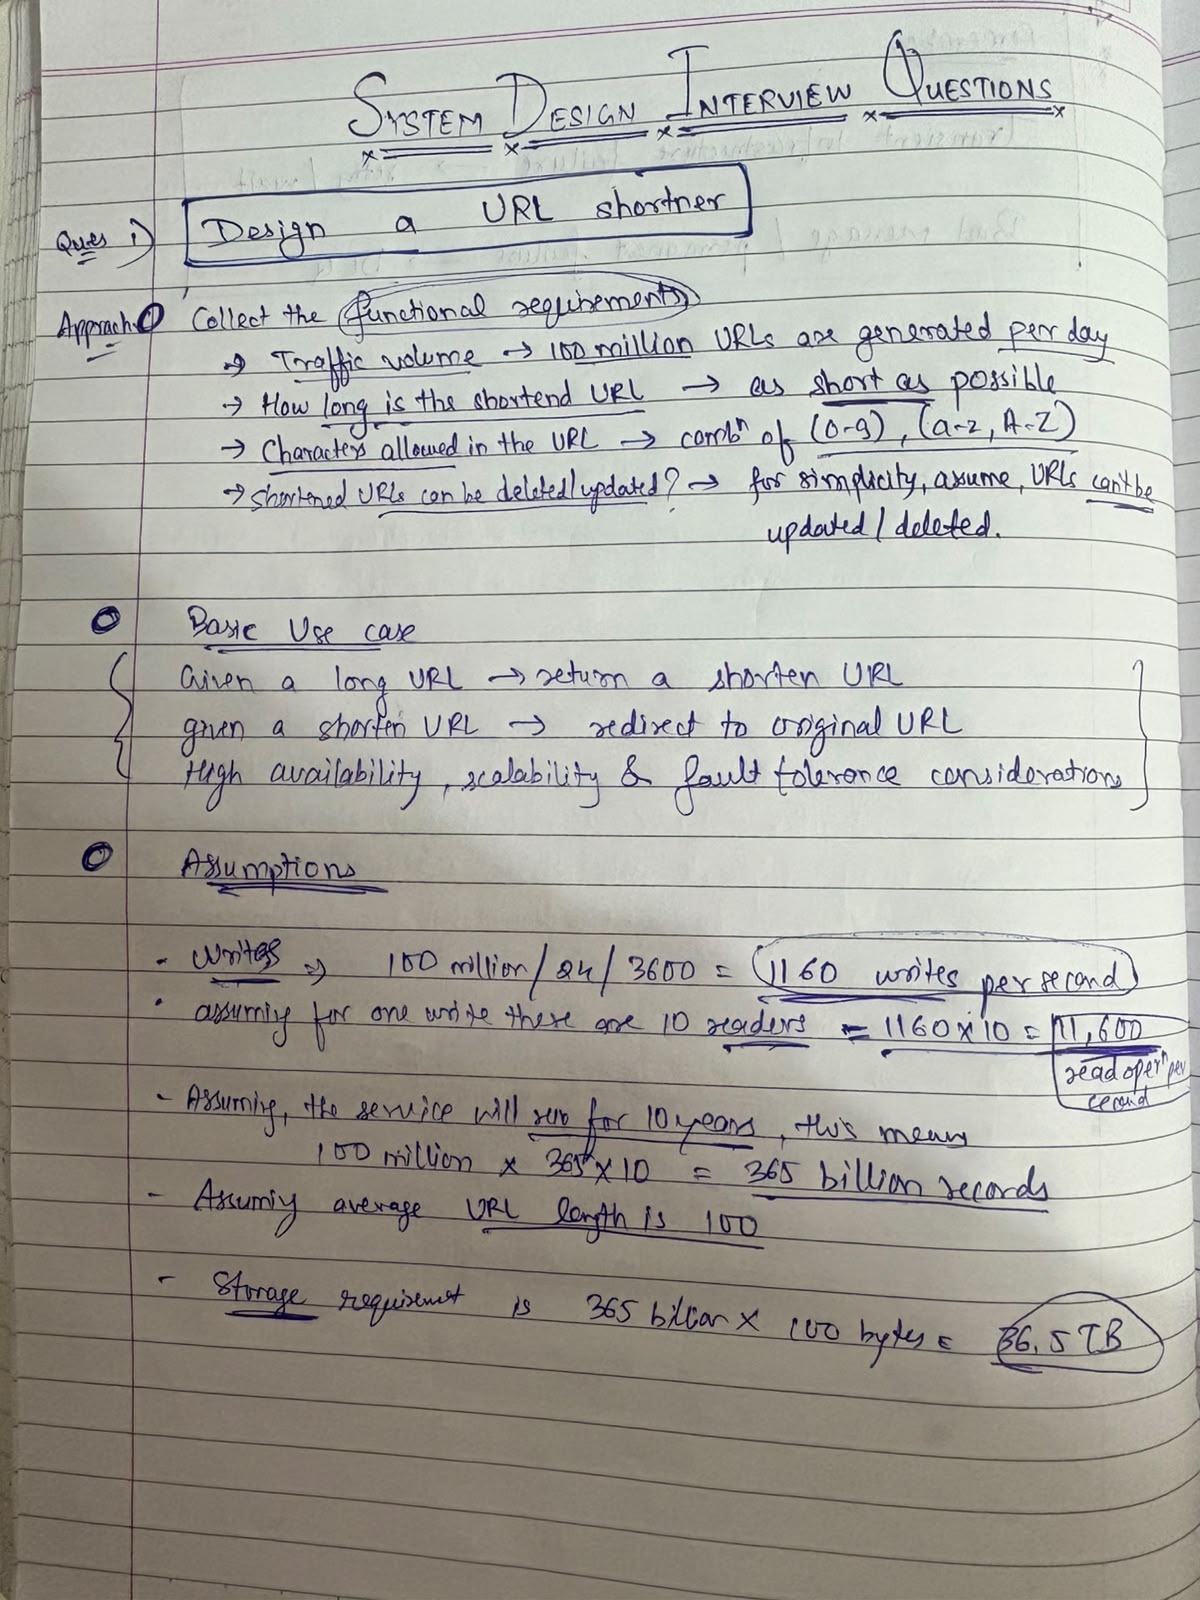 SYSTEM DESIGN INTERVIEW QUESTIONS
Ques 1) Design a URL shortner
Apprach: Collect the functional requirements,
→ Traffic volume → 100 million URLs are generated per day
→ How long is the shortend URL → as short as possible
→ Characters allowed in the URL → combⁿ of (0-9), (a-z, A-Z)
→ shortened URLs can be deleted/updated? → for simplicity, assume, URLs can't be
updated/deleted.
Basic Use case
Given a long URL → return a shorten URL
given a shorten URL → redirect to original URL
High availability, scalability & fault tolerance considerations
Assumptions
· Writes ⇒ 100 million/24/3600 = 1160 writes per second
· assumig for one write there are 10 readers = 1160×10 = 11,600
read operⁿ per
second
- Assuming, the service will run for 10 years, this means
100 million × 365 × 10 = 365 billion records
- Assumig average URL length is 100
- Storage requiremet is 365 billion × 100 bytes = 36.5 TB